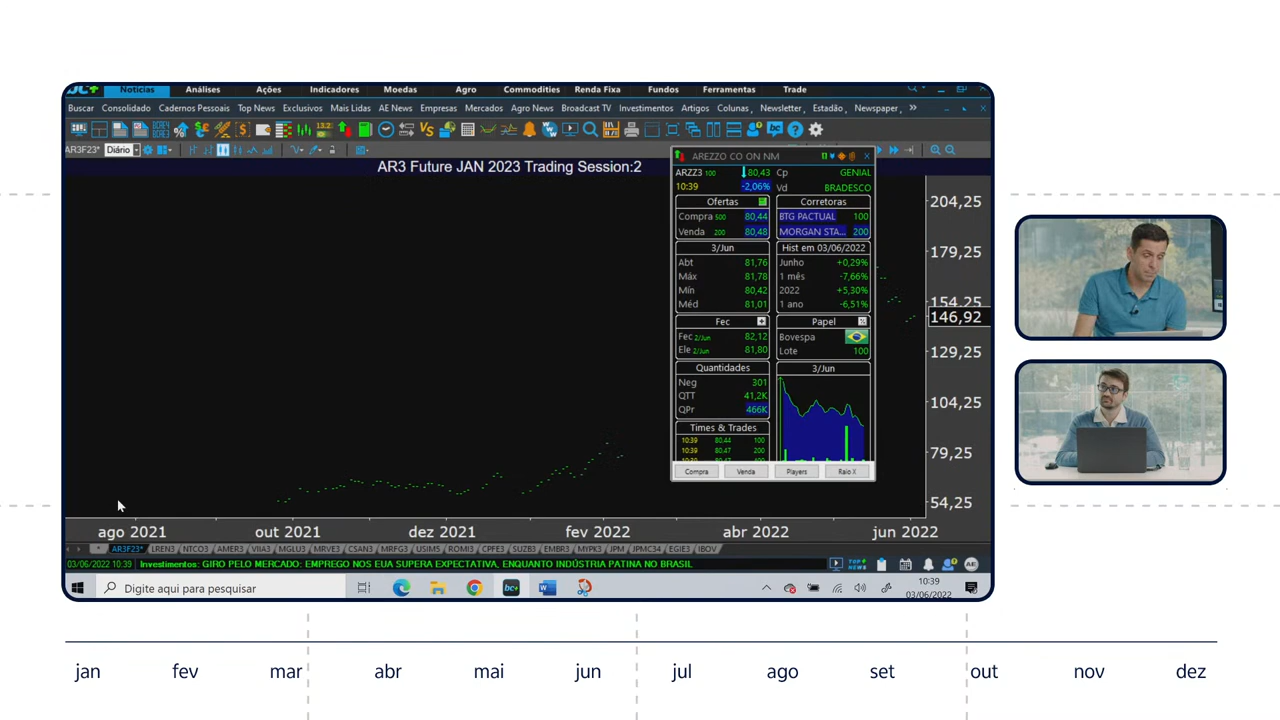 Notícias Análises Ações Indicadores Moedas Agro Commodities Renda Fixa Fundos Ferramentas Trade
Buscar Consolidado Cadernos Pessoais Top News Exclusivos Mais Lidas AE News Empresas Mercados Agro News Broadcast TV Investimentos Artigos Colunas Newsletter Estadão Newspaper
AR3F23* Diário
AR3 Future JAN 2023 Trading Session:2
AREZZO CO ON NM
ARZZ3 100 80,43 Cp GENIAL
10:39 -2,06% Vd BRADESCO
Ofertas Corretoras
Compra 500 80,44 BTG PACTUAL 100
Venda 200 80,48 MORGAN STA... 200
3/Jun Hist em 03/06/2022
Abt 81,76 Junho +0,29%
Máx 81,78 1 mês -7,66%
Mín 80,42 2022 +5,30%
Méd 81,01 1 ano -6,51%
Fec Papel
Fec 2/Jun 82,12 Bovespa
Ele 2/Jun 81,80 Lote 100
Quantidades 3/Jun
Neg 301
QTT 41,2K
QPr 466K
Times & Trades
10:39 80,44 100
10:39 80,47 200
Compra Venda Players Raio X
204,25
179,25
154,25
146,92
129,25
104,25
79,25
54,25
ago 2021 out 2021 dez 2021 fev 2022 abr 2022 jun 2022
AR3F23* LREN3 NTCO3 AMER3 VIIA3 MGLU3 MRVE3 CSAN3 MRFG3 USIM5 ROMI3 CPFE3 SUZB3 EMBR3 MYPK3 JPM JPMC34 EGIE3 IBOV
03/06/2022 10:39 Investimentos: GIRO PELO MERCADO: EMPREGO NOS EUA SUPERA EXPECTATIVA, ENQUANTO INDÚSTRIA PATINA NO BRASIL
Digite aqui para pesquisar
10:39
03/06/2022
jan fev mar abr mai jun jul ago set out nov dez